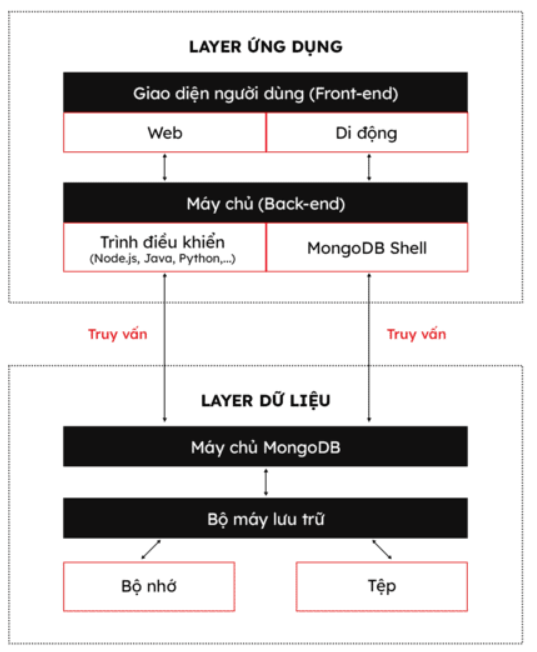 LAYER ỨNG DỤNG
Giao diện người dùng (Front-end)
Web
Di động
Máy chủ (Back-end)
Trình điều khiển
(Node.js, Java, Python,...)
MongoDB Shell
Truy vấn
Truy vấn
LAYER DỮ LIỆU
Máy chủ MongoDB
Bộ máy lưu trữ
Bộ nhớ
Tệp